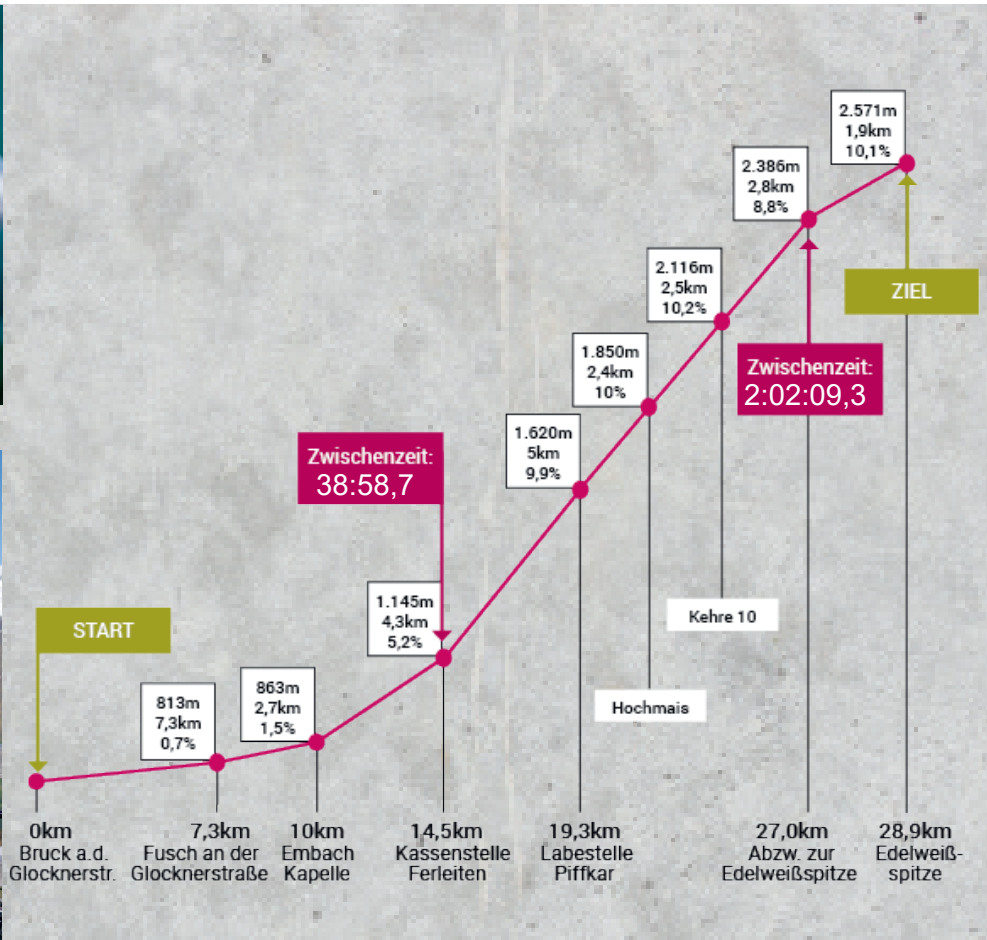 2.571m
1,9km
10,1%
2.386m
2,8km
8,8%
ZIEL
2.116m
2,5km
10,2%
Zwischenzeit:
2:02:09,3
1.850m
2,4km
10%
1.620m
5km
9,9%
Zwischenzeit:
38:58,7
1.145m
4,3km
5,2%
START
Kehre 10
863m
2,7km
1,5%
813m
7,3km
0,7%
Hochmais
0km
Bruck a.d.
Glocknerstr.
7,3km
Fusch an der
Glocknerstraße
10km
Embach
Kapelle
14,5km
Kassenstelle
Ferleiten
19,3km
Labestelle
Piffkar
27,0km
Abzw. zur
Edelweißspitze
28,9km
Edelweiß-
spitze